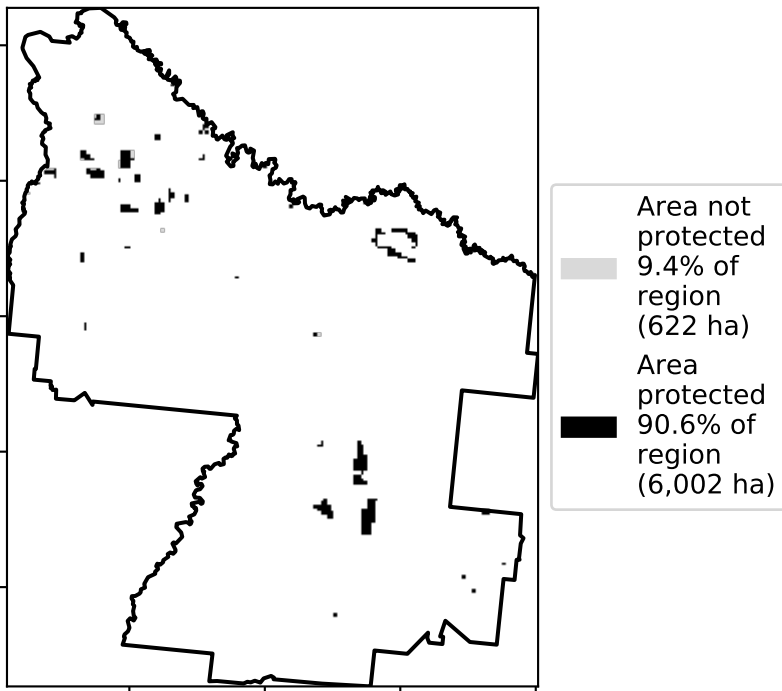 Area not
protected
9.4% of
region
(622 ha)
Area
protected
90.6% of
region
(6,002 ha)